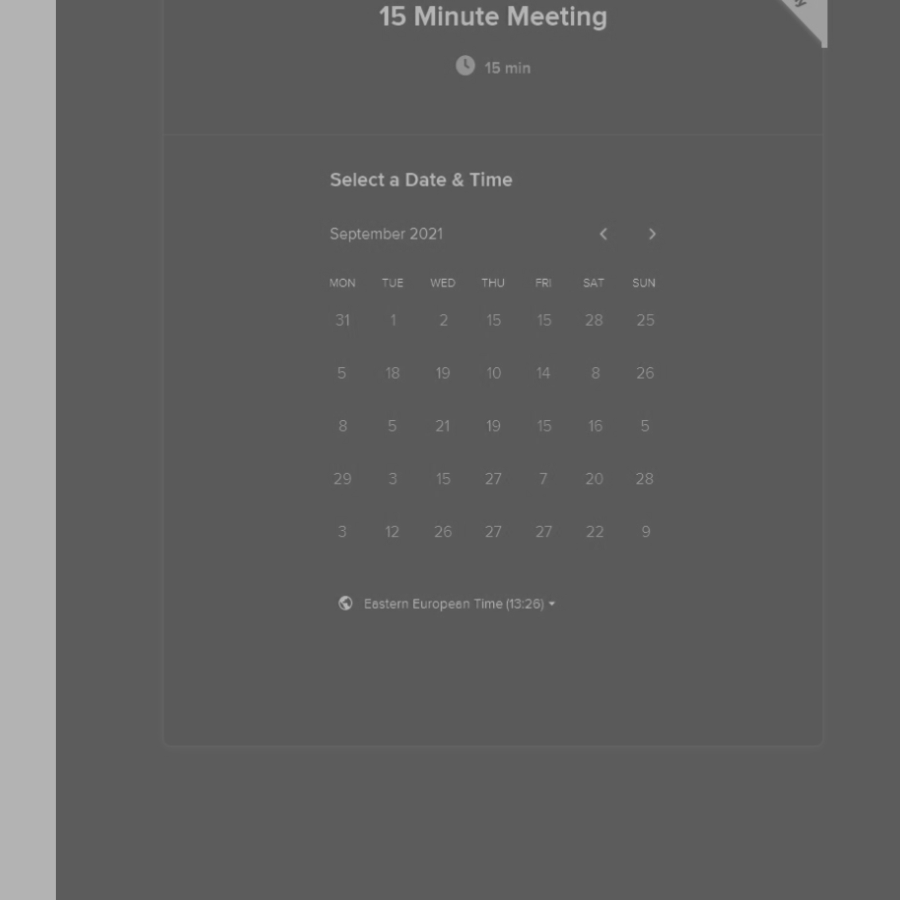 15 Minute Meeting
15 min
Select a Date & Time
September 2021
MON TUE WED THU FRI SAT SUN
31 1 2 15 15 28 25
5 18 19 10 14 8 26
8 5 21 19 15 16 5
29 3 15 27 7 20 28
3 12 26 27 27 22 9
Eastern European Time (13:26)